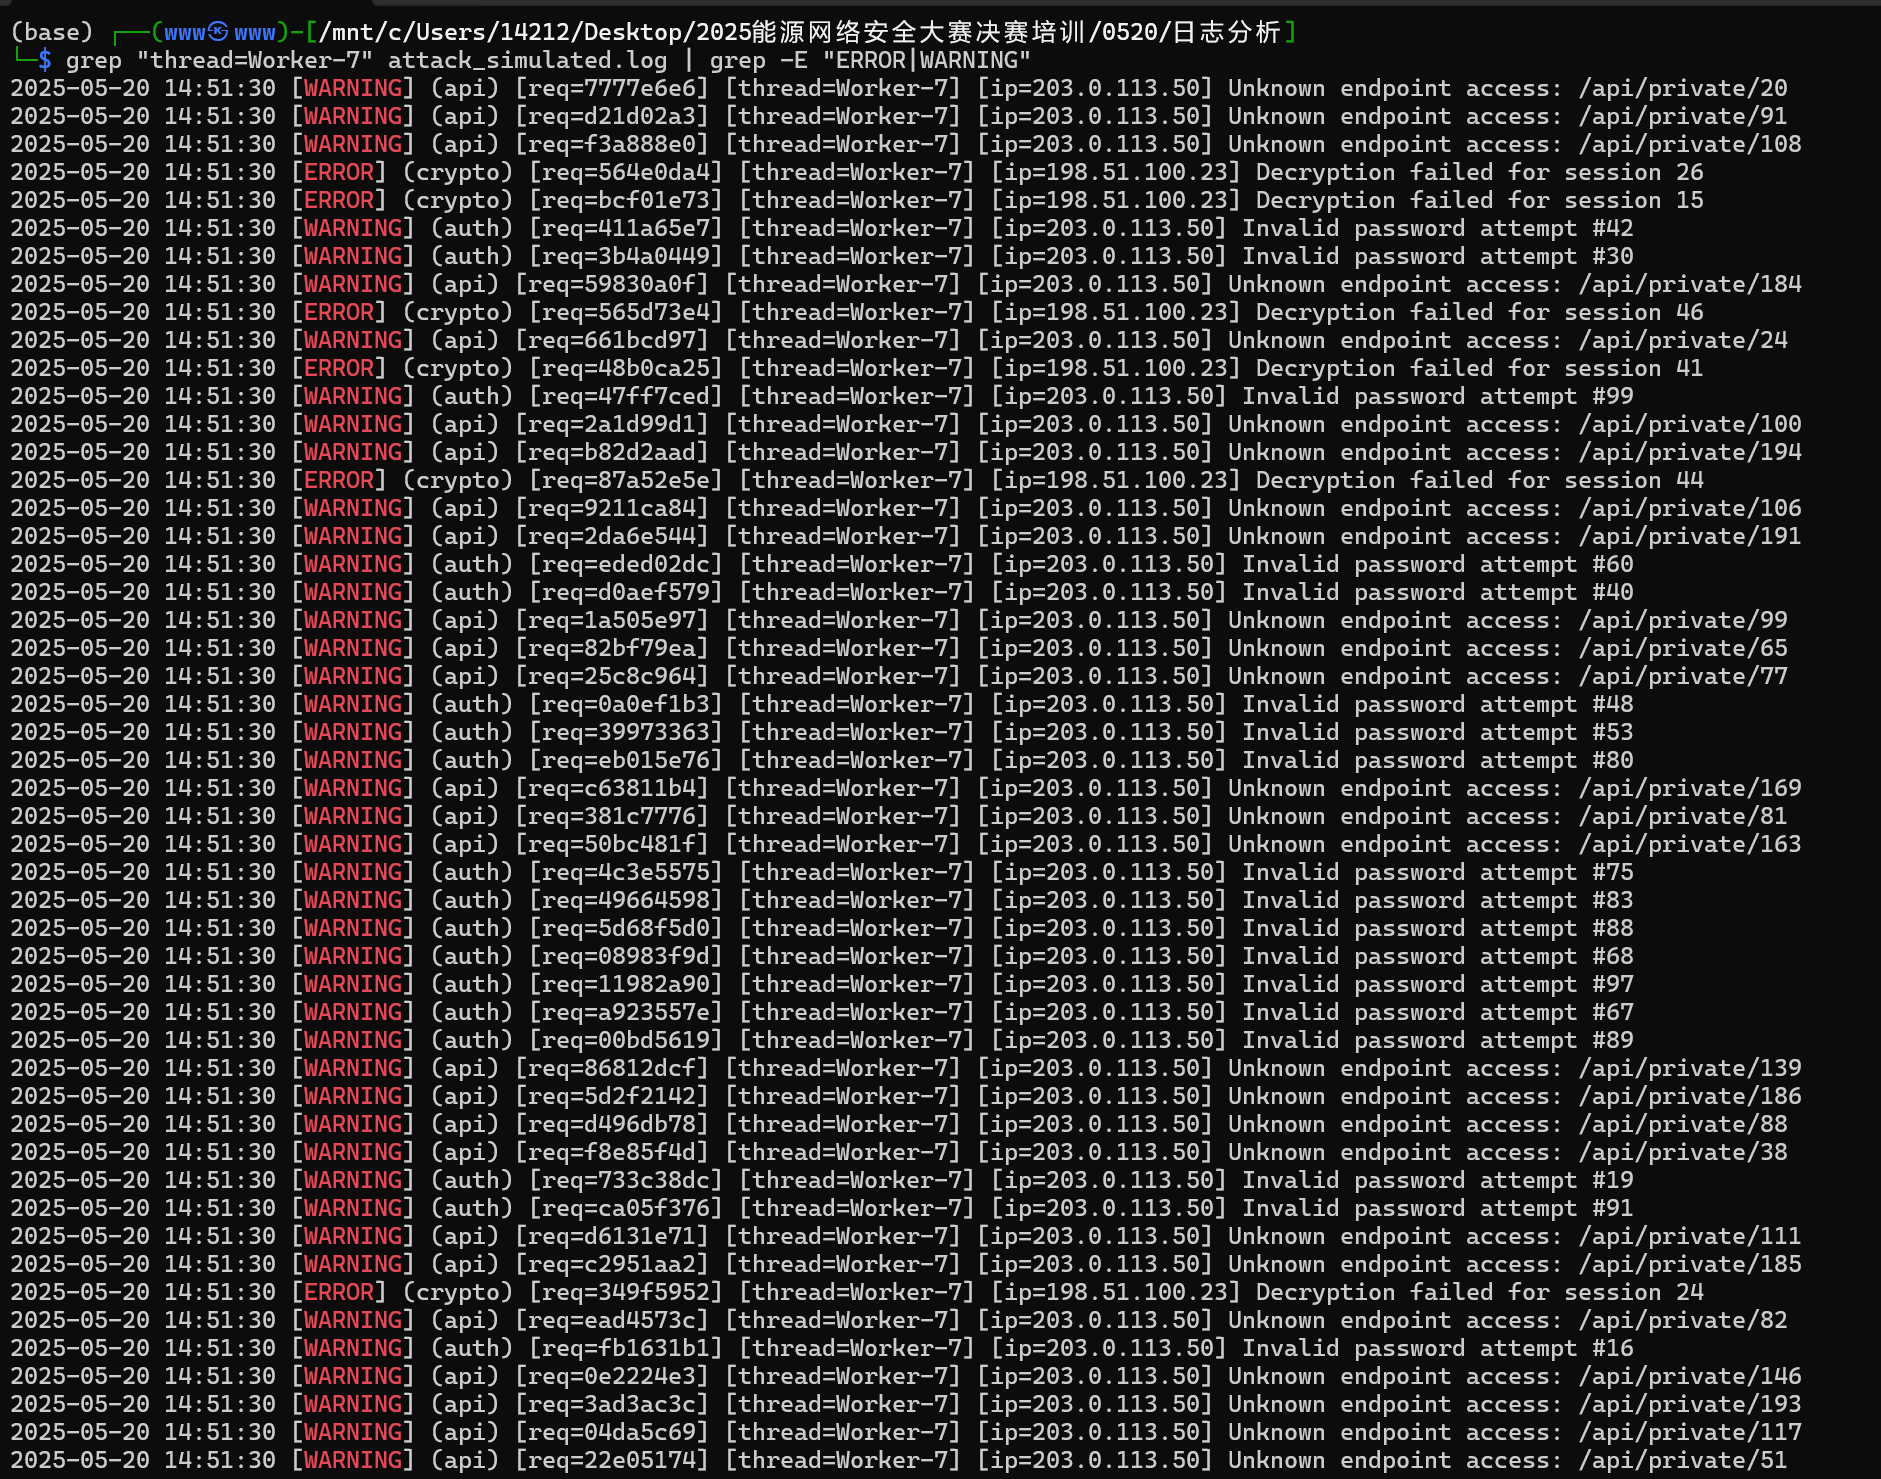 (base) ┌──(www㉿www)-[/mnt/c/Users/14212/Desktop/2025能源网络安全大赛决赛培训/0520/日志分析]
└─$ grep "thread=Worker-7" attack_simulated.log | grep -E "ERROR|WARNING"
2025-05-20 14:51:30 [WARNING] (api) [req=7777e6e6] [thread=Worker-7] [ip=203.0.113.50] Unknown endpoint access: /api/private/20
2025-05-20 14:51:30 [WARNING] (api) [req=d21d02a3] [thread=Worker-7] [ip=203.0.113.50] Unknown endpoint access: /api/private/91
2025-05-20 14:51:30 [WARNING] (api) [req=f3a888e0] [thread=Worker-7] [ip=203.0.113.50] Unknown endpoint access: /api/private/108
2025-05-20 14:51:30 [ERROR] (crypto) [req=564e0da4] [thread=Worker-7] [ip=198.51.100.23] Decryption failed for session 26
2025-05-20 14:51:30 [ERROR] (crypto) [req=bcf01e73] [thread=Worker-7] [ip=198.51.100.23] Decryption failed for session 15
2025-05-20 14:51:30 [WARNING] (auth) [req=411a65e7] [thread=Worker-7] [ip=203.0.113.50] Invalid password attempt #42
2025-05-20 14:51:30 [WARNING] (auth) [req=3b4a0449] [thread=Worker-7] [ip=203.0.113.50] Invalid password attempt #30
2025-05-20 14:51:30 [WARNING] (api) [req=59830a0f] [thread=Worker-7] [ip=203.0.113.50] Unknown endpoint access: /api/private/184
2025-05-20 14:51:30 [ERROR] (crypto) [req=565d73e4] [thread=Worker-7] [ip=198.51.100.23] Decryption failed for session 46
2025-05-20 14:51:30 [WARNING] (api) [req=661bcd97] [thread=Worker-7] [ip=203.0.113.50] Unknown endpoint access: /api/private/24
2025-05-20 14:51:30 [ERROR] (crypto) [req=48b0ca25] [thread=Worker-7] [ip=198.51.100.23] Decryption failed for session 41
2025-05-20 14:51:30 [WARNING] (auth) [req=47ff7ced] [thread=Worker-7] [ip=203.0.113.50] Invalid password attempt #99
2025-05-20 14:51:30 [WARNING] (api) [req=2a1d99d1] [thread=Worker-7] [ip=203.0.113.50] Unknown endpoint access: /api/private/100
2025-05-20 14:51:30 [WARNING] (api) [req=b82d2aad] [thread=Worker-7] [ip=203.0.113.50] Unknown endpoint access: /api/private/194
2025-05-20 14:51:30 [ERROR] (crypto) [req=87a52e5e] [thread=Worker-7] [ip=198.51.100.23] Decryption failed for session 44
2025-05-20 14:51:30 [WARNING] (api) [req=9211ca84] [thread=Worker-7] [ip=203.0.113.50] Unknown endpoint access: /api/private/106
2025-05-20 14:51:30 [WARNING] (api) [req=2da6e544] [thread=Worker-7] [ip=203.0.113.50] Unknown endpoint access: /api/private/191
2025-05-20 14:51:30 [WARNING] (auth) [req=eded02dc] [thread=Worker-7] [ip=203.0.113.50] Invalid password attempt #60
2025-05-20 14:51:30 [WARNING] (auth) [req=d0aef579] [thread=Worker-7] [ip=203.0.113.50] Invalid password attempt #40
2025-05-20 14:51:30 [WARNING] (api) [req=1a505e97] [thread=Worker-7] [ip=203.0.113.50] Unknown endpoint access: /api/private/99
2025-05-20 14:51:30 [WARNING] (api) [req=82bf79ea] [thread=Worker-7] [ip=203.0.113.50] Unknown endpoint access: /api/private/65
2025-05-20 14:51:30 [WARNING] (api) [req=25c8c964] [thread=Worker-7] [ip=203.0.113.50] Unknown endpoint access: /api/private/77
2025-05-20 14:51:30 [WARNING] (auth) [req=0a0ef1b3] [thread=Worker-7] [ip=203.0.113.50] Invalid password attempt #48
2025-05-20 14:51:30 [WARNING] (auth) [req=39973363] [thread=Worker-7] [ip=203.0.113.50] Invalid password attempt #53
2025-05-20 14:51:30 [WARNING] (auth) [req=eb015e76] [thread=Worker-7] [ip=203.0.113.50] Invalid password attempt #80
2025-05-20 14:51:30 [WARNING] (api) [req=c63811b4] [thread=Worker-7] [ip=203.0.113.50] Unknown endpoint access: /api/private/169
2025-05-20 14:51:30 [WARNING] (api) [req=381c7776] [thread=Worker-7] [ip=203.0.113.50] Unknown endpoint access: /api/private/81
2025-05-20 14:51:30 [WARNING] (api) [req=50bc481f] [thread=Worker-7] [ip=203.0.113.50] Unknown endpoint access: /api/private/163
2025-05-20 14:51:30 [WARNING] (auth) [req=4c3e5575] [thread=Worker-7] [ip=203.0.113.50] Invalid password attempt #75
2025-05-20 14:51:30 [WARNING] (auth) [req=49664598] [thread=Worker-7] [ip=203.0.113.50] Invalid password attempt #83
2025-05-20 14:51:30 [WARNING] (auth) [req=5d68f5d0] [thread=Worker-7] [ip=203.0.113.50] Invalid password attempt #88
2025-05-20 14:51:30 [WARNING] (auth) [req=08983f9d] [thread=Worker-7] [ip=203.0.113.50] Invalid password attempt #68
2025-05-20 14:51:30 [WARNING] (auth) [req=11982a90] [thread=Worker-7] [ip=203.0.113.50] Invalid password attempt #97
2025-05-20 14:51:30 [WARNING] (auth) [req=a923557e] [thread=Worker-7] [ip=203.0.113.50] Invalid password attempt #67
2025-05-20 14:51:30 [WARNING] (auth) [req=00bd5619] [thread=Worker-7] [ip=203.0.113.50] Invalid password attempt #89
2025-05-20 14:51:30 [WARNING] (api) [req=86812dcf] [thread=Worker-7] [ip=203.0.113.50] Unknown endpoint access: /api/private/139
2025-05-20 14:51:30 [WARNING] (api) [req=5d2f2142] [thread=Worker-7] [ip=203.0.113.50] Unknown endpoint access: /api/private/186
2025-05-20 14:51:30 [WARNING] (api) [req=d496db78] [thread=Worker-7] [ip=203.0.113.50] Unknown endpoint access: /api/private/88
2025-05-20 14:51:30 [WARNING] (api) [req=f8e85f4d] [thread=Worker-7] [ip=203.0.113.50] Unknown endpoint access: /api/private/38
2025-05-20 14:51:30 [WARNING] (auth) [req=733c38dc] [thread=Worker-7] [ip=203.0.113.50] Invalid password attempt #19
2025-05-20 14:51:30 [WARNING] (auth) [req=ca05f376] [thread=Worker-7] [ip=203.0.113.50] Invalid password attempt #91
2025-05-20 14:51:30 [WARNING] (api) [req=d6131e71] [thread=Worker-7] [ip=203.0.113.50] Unknown endpoint access: /api/private/111
2025-05-20 14:51:30 [WARNING] (api) [req=c2951aa2] [thread=Worker-7] [ip=203.0.113.50] Unknown endpoint access: /api/private/185
2025-05-20 14:51:30 [ERROR] (crypto) [req=349f5952] [thread=Worker-7] [ip=198.51.100.23] Decryption failed for session 24
2025-05-20 14:51:30 [WARNING] (api) [req=ead4573c] [thread=Worker-7] [ip=203.0.113.50] Unknown endpoint access: /api/private/82
2025-05-20 14:51:30 [WARNING] (auth) [req=fb1631b1] [thread=Worker-7] [ip=203.0.113.50] Invalid password attempt #16
2025-05-20 14:51:30 [WARNING] (api) [req=0e2224e3] [thread=Worker-7] [ip=203.0.113.50] Unknown endpoint access: /api/private/146
2025-05-20 14:51:30 [WARNING] (api) [req=3ad3ac3c] [thread=Worker-7] [ip=203.0.113.50] Unknown endpoint access: /api/private/193
2025-05-20 14:51:30 [WARNING] (api) [req=04da5c69] [thread=Worker-7] [ip=203.0.113.50] Unknown endpoint access: /api/private/117
2025-05-20 14:51:30 [WARNING] (api) [req=22e05174] [thread=Worker-7] [ip=203.0.113.50] Unknown endpoint access: /api/private/51